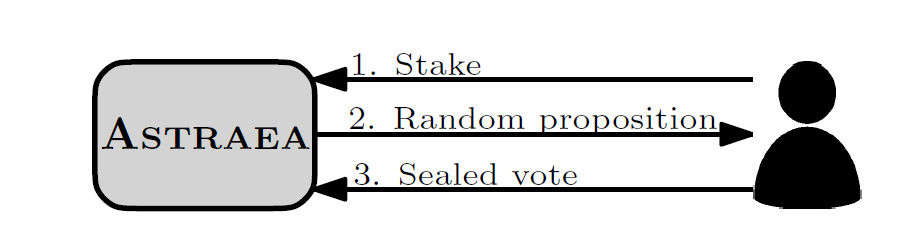 1. Stake
ASTRAEA
2. Random proposition
3. Sealed vote